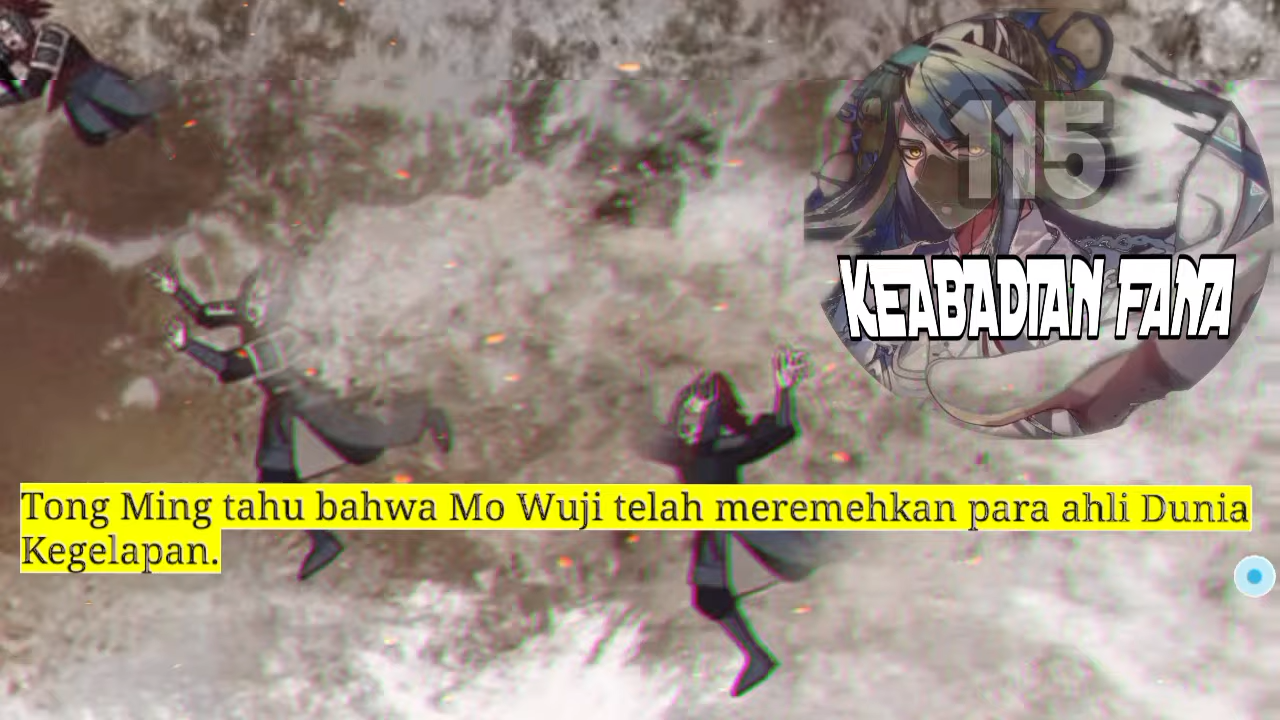 115
KEABADIAN FANA
Tong Ming tahu bahwa Mo Wuji telah meremehkan para ahli Dunia
Kegelapan.